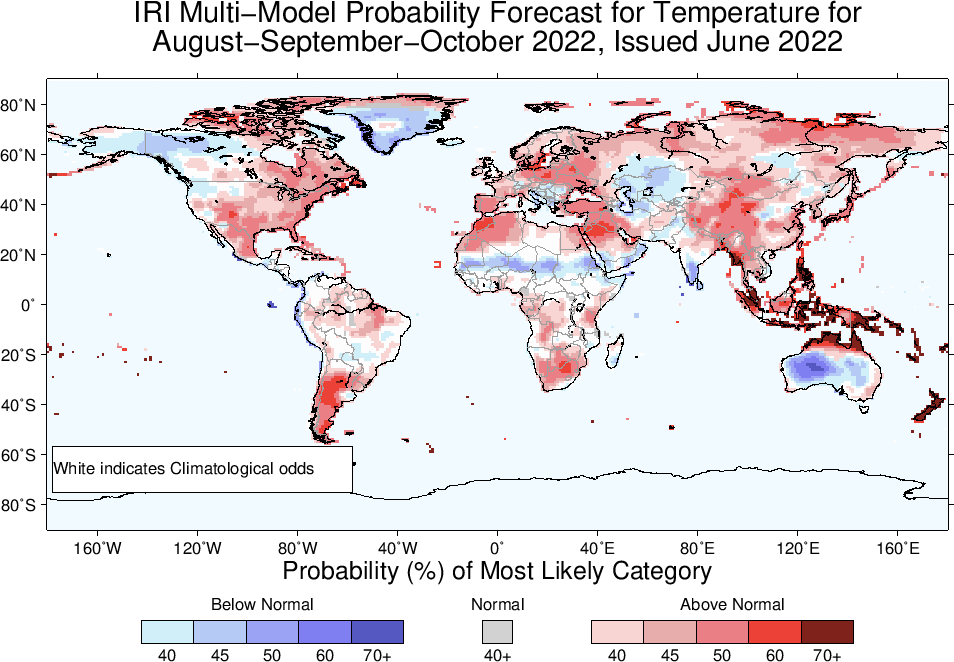 IRI Multi−Model Probability Forecast for Temperature for
August−September−October 2022, Issued June 2022
80˚N
60˚N
40˚N
20˚N
0˚
20˚S
40˚S
60˚S
80˚S
White indicates Climatological odds
160˚W 120˚W 80˚W 40˚W 0˚ 40˚E 80˚E 120˚E 160˚E
Probability (%) of Most Likely Category
Below Normal Normal Above Normal
40 45 50 60 70+ 40+ 40 45 50 60 70+